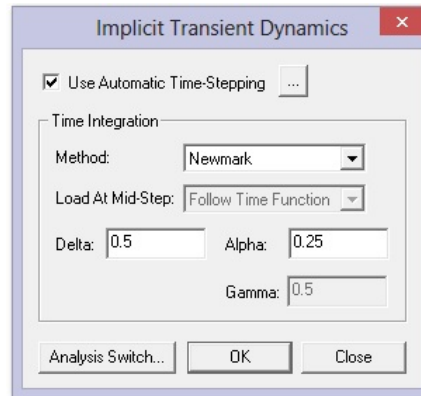 Implicit Transient Dynamics
Use Automatic Time-Stepping ...
Time Integration
Method: Newmark
Load At Mid-Step: Follow Time Function
Delta: 0.5 Alpha: 0.25
Gamma: 0.5
Analysis Switch... OK Close